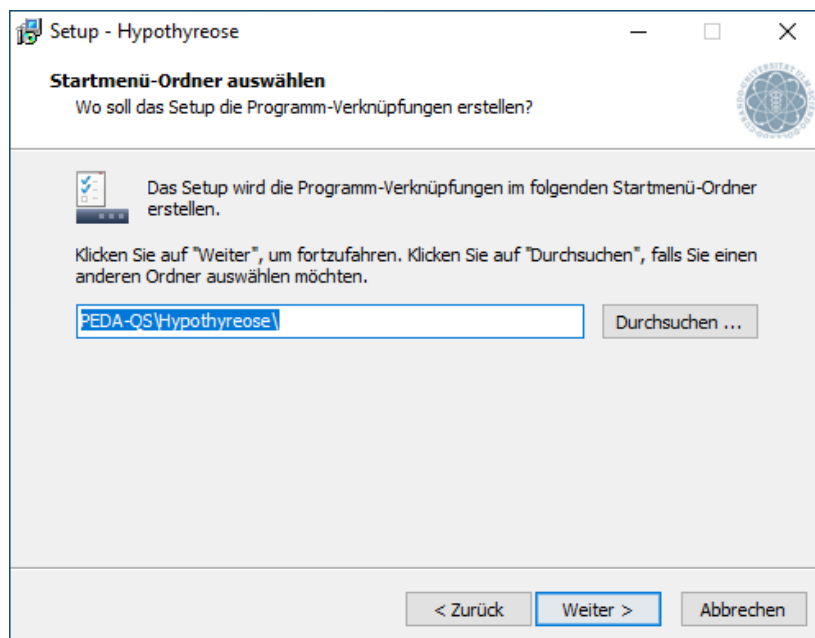 Setup - Hypothyreose
Startmenü-Ordner auswählen
Wo soll das Setup die Programm-Verknüpfungen erstellen?
Das Setup wird die Programm-Verknüpfungen im folgenden Startmenü-Ordner
erstellen.
Klicken Sie auf "Weiter", um fortzufahren. Klicken Sie auf "Durchsuchen", falls Sie einen
anderen Ordner auswählen möchten.
PEDA-QS\Hypothyreose\
Durchsuchen ...
< Zurück
Weiter >
Abbrechen